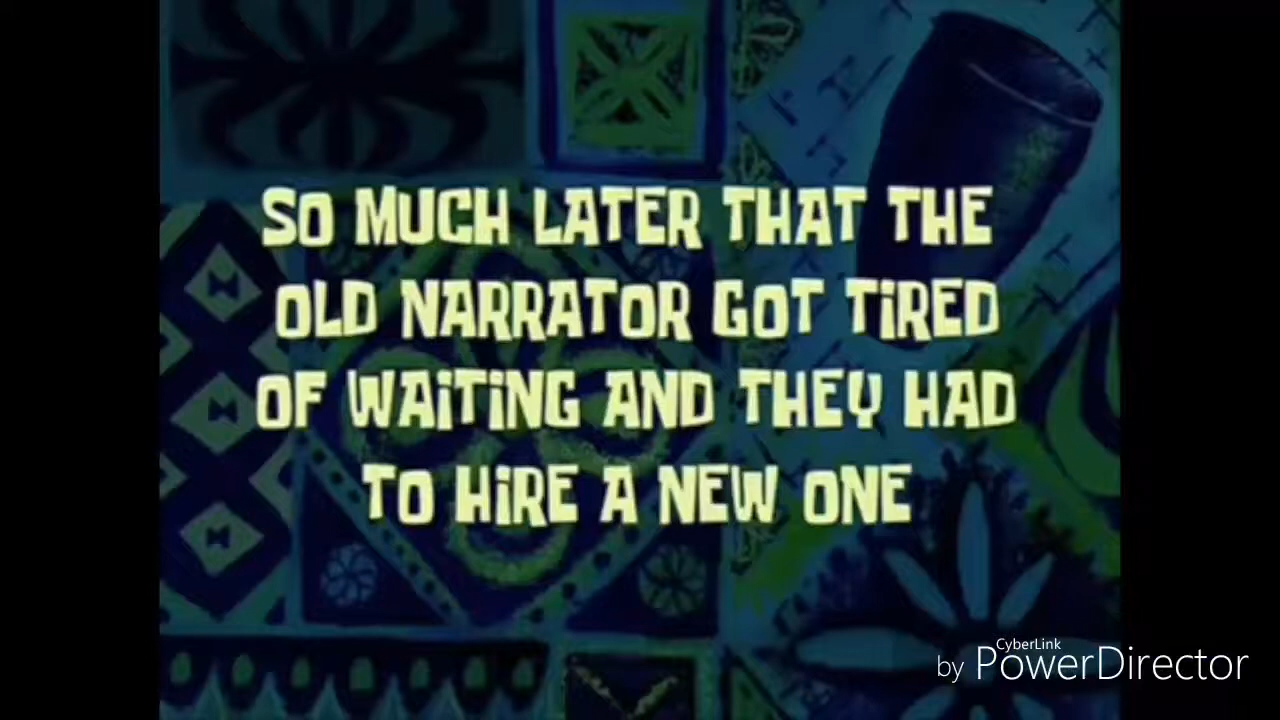 SO MUCH LATER THAT THE
OLD NARRATOR GOT TiRED
OF WAiTiNG AND THEY HAD
TO HiRE A NEW ONE
CyberLink
by PowerDirector